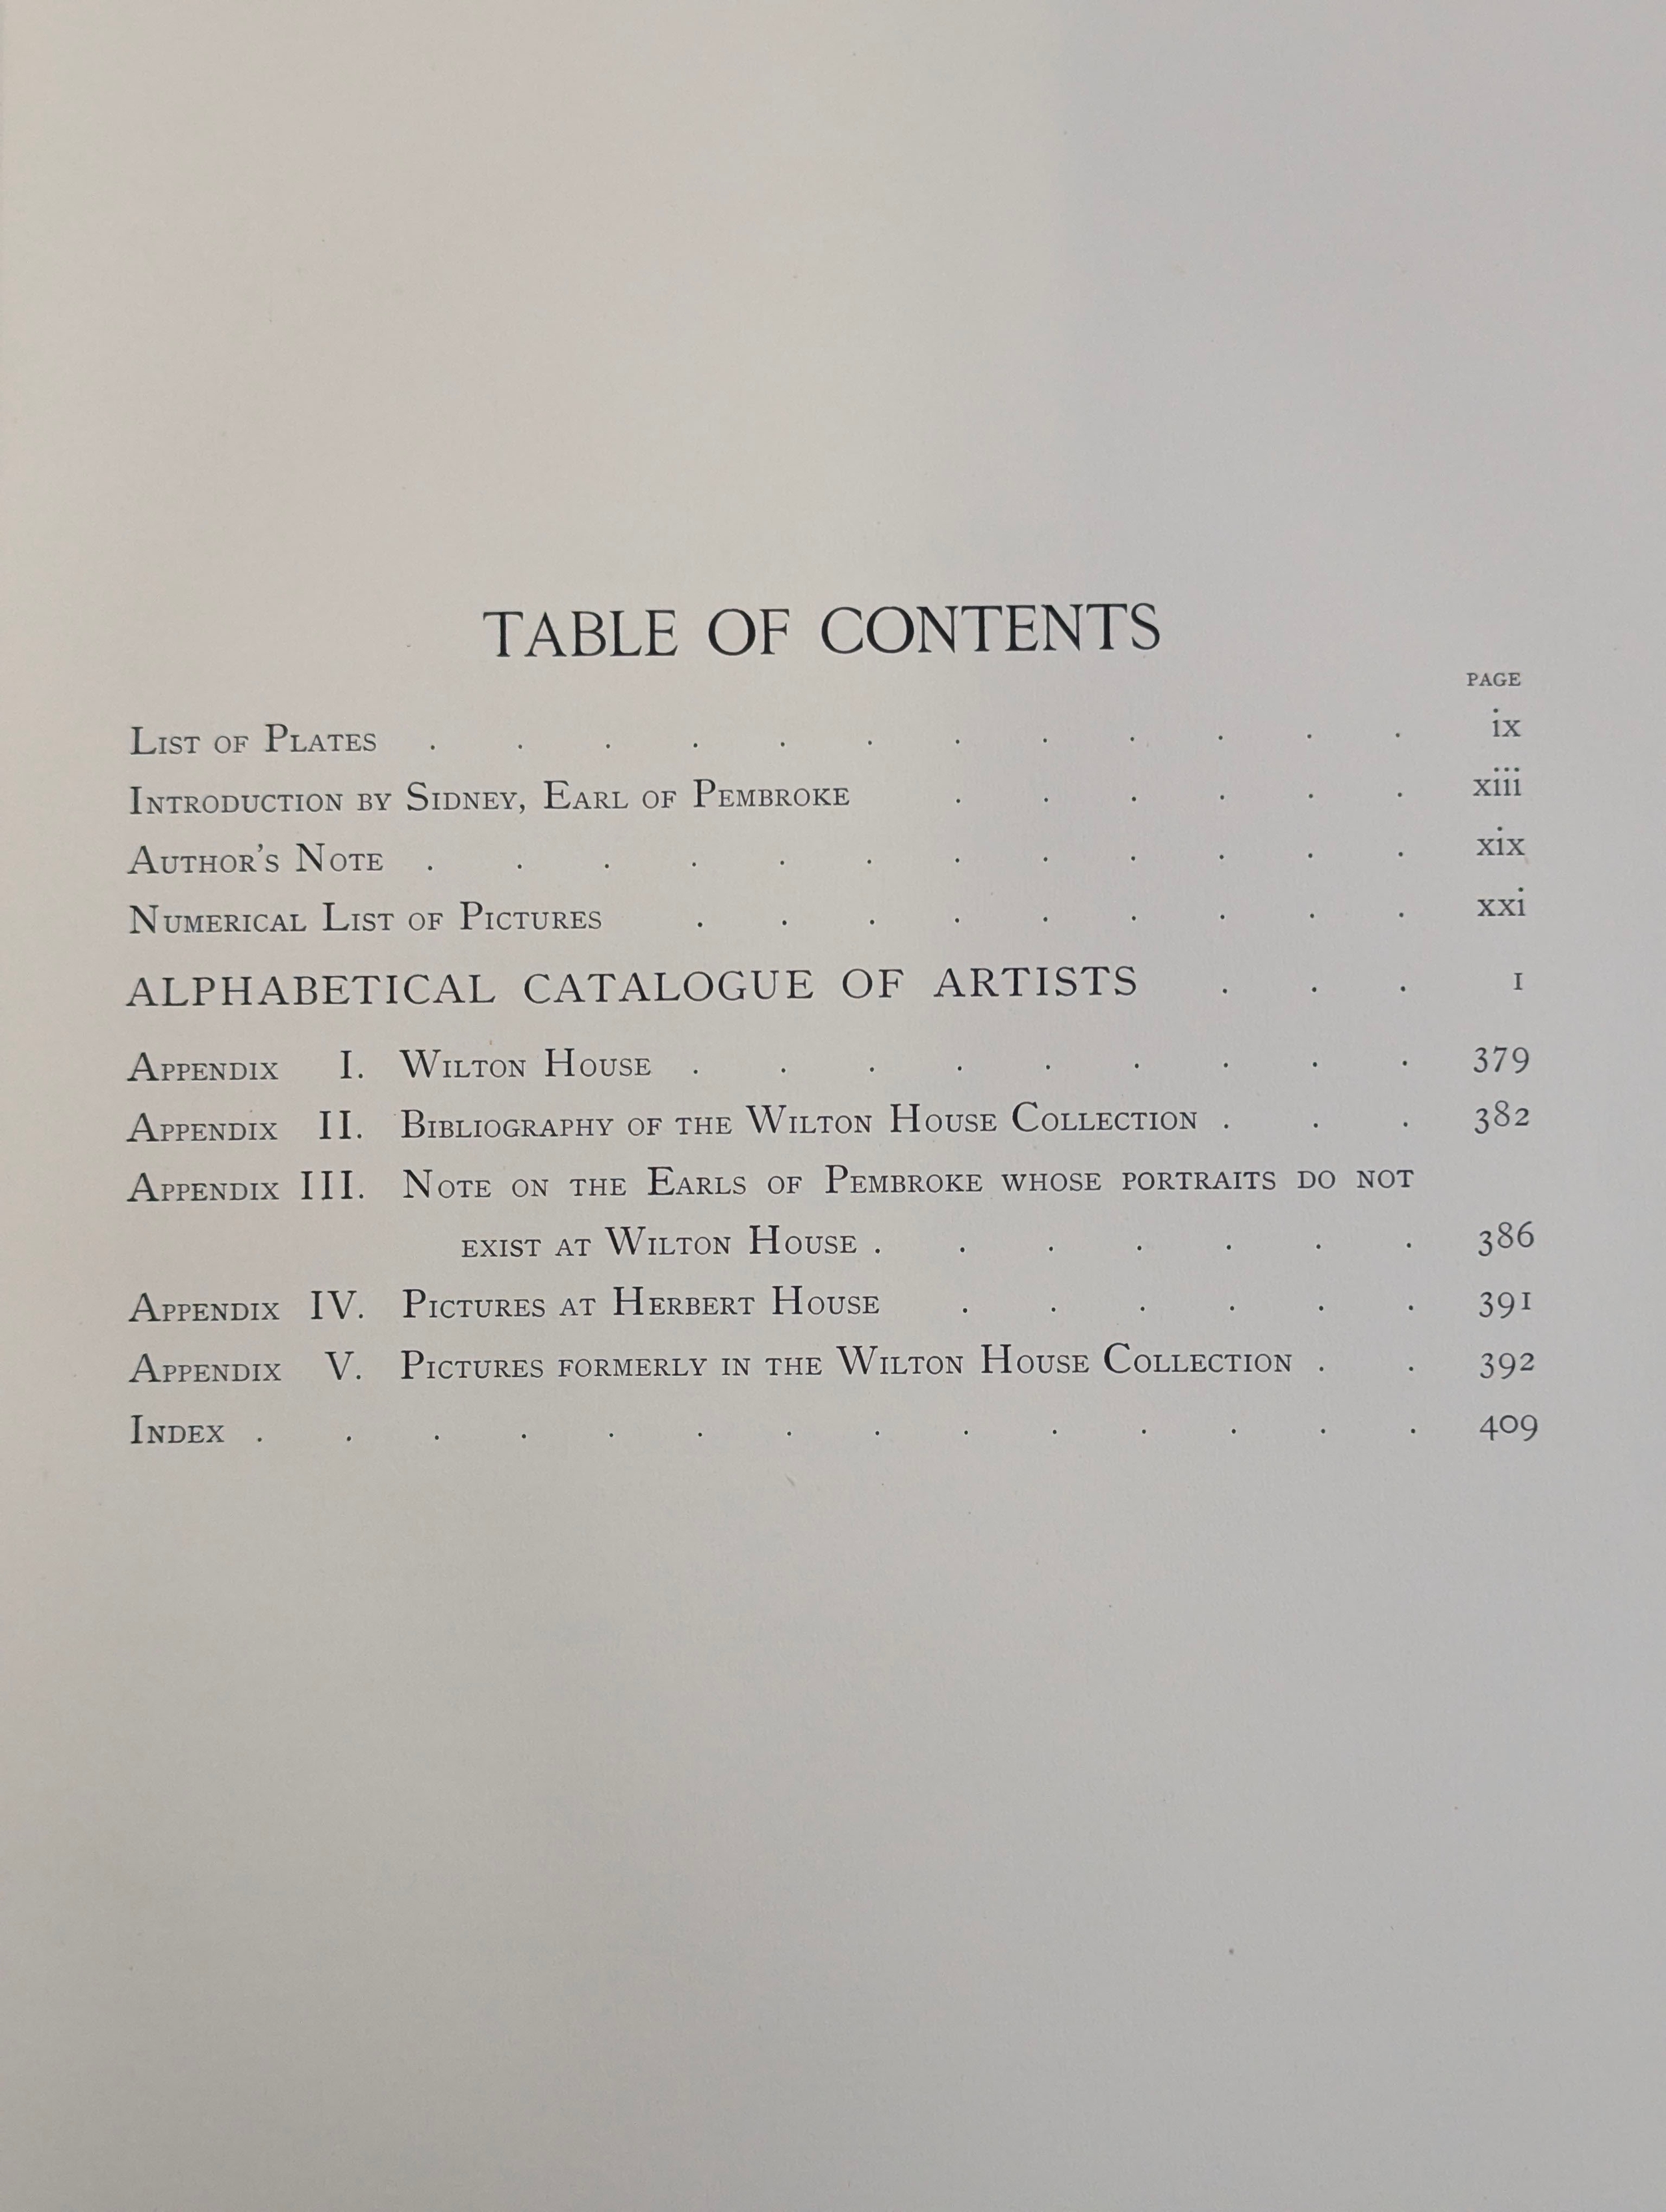 TABLE OF CONTENTS
PAGE
List of Plates . . . . . . . . . . . . ix
Introduction by Sidney, Earl of Pembroke . . . . . . xiii
Author's Note . . . . . . . . . . . . xix
Numerical List of Pictures . . . . . . . . . xxi
ALPHABETICAL CATALOGUE OF ARTISTS . . . 1
Appendix I. Wilton House . . . . . . . . . 379
Appendix II. Bibliography of the Wilton House Collection . . . 382
Appendix III. Note on the Earls of Pembroke whose portraits do not
exist at Wilton House . . . . . . . 386
Appendix IV. Pictures at Herbert House . . . . . . 391
Appendix V. Pictures formerly in the Wilton House Collection . . 392
Index . . . . . . . . . . . . . . 409